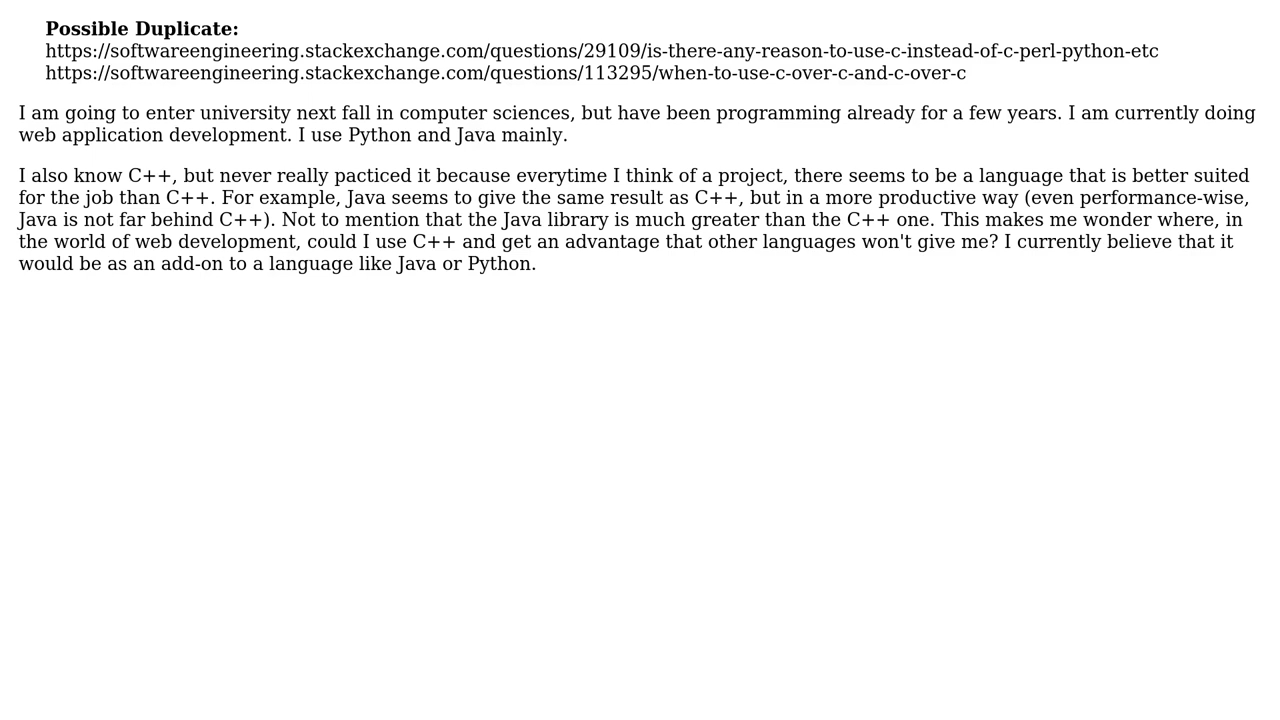 Possible Duplicate:
https://softwareengineering.stackexchange.com/questions/29109/is-there-any-reason-to-use-c-instead-of-c-perl-python-etc
https://softwareengineering.stackexchange.com/questions/113295/when-to-use-c-over-c-and-c-over-c
I am going to enter university next fall in computer sciences, but have been programming already for a few years. I am currently doing
web application development. I use Python and Java mainly.
I also know C++, but never really pacticed it because everytime I think of a project, there seems to be a language that is better suited
for the job than C++. For example, Java seems to give the same result as C++, but in a more productive way (even performance-wise,
Java is not far behind C++). Not to mention that the Java library is much greater than the C++ one. This makes me wonder where, in
the world of web development, could I use C++ and get an advantage that other languages won't give me? I currently believe that it
would be as an add-on to a language like Java or Python.